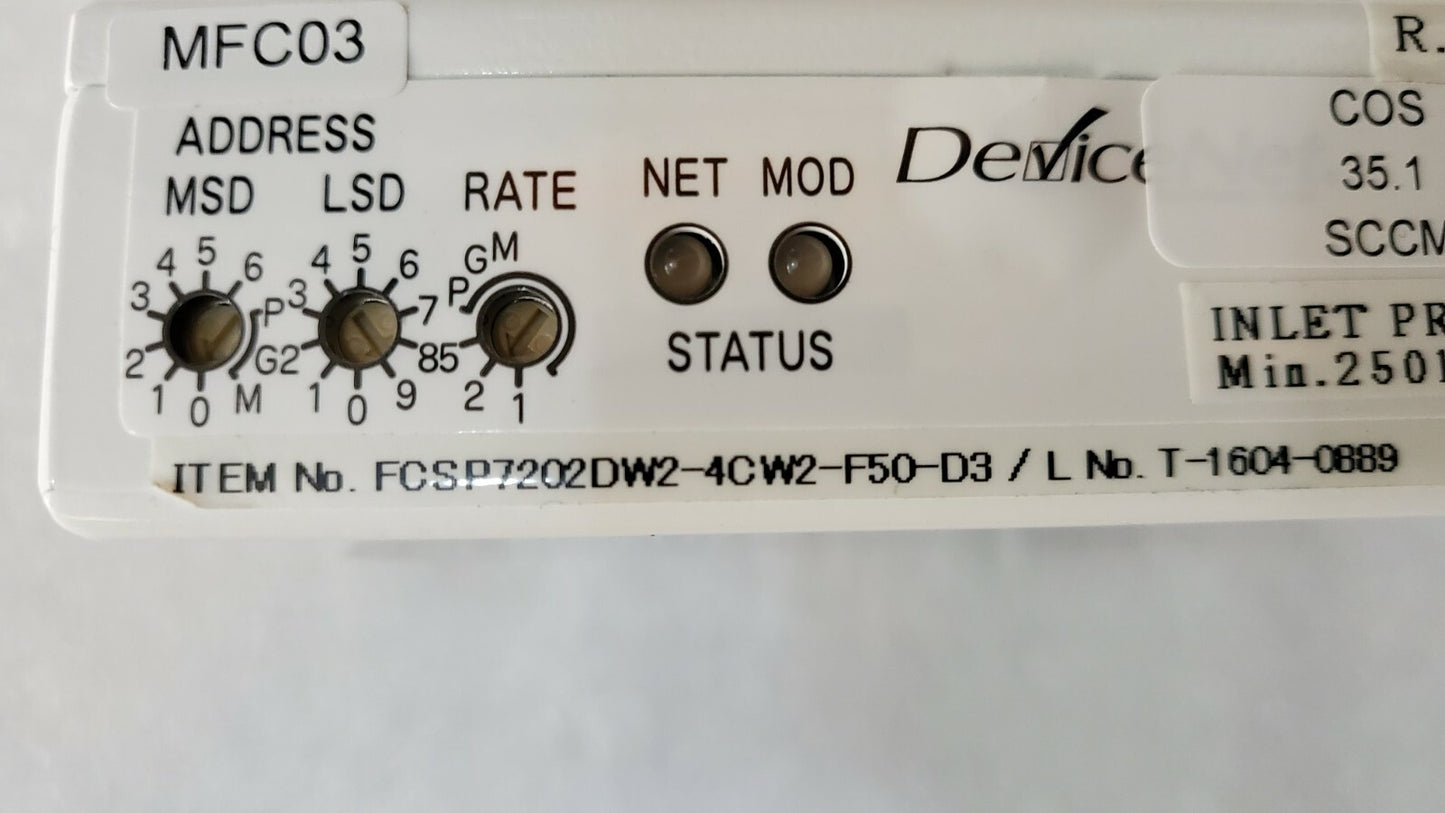 MFC03
R.
ADDRESS
MSD LSD RATE
NET MOD
Device
COS
35.1
SCCM
4 5 6
3 P
2 G
1 0 M
4 5 6
3 7
2 8
1 0 9
G M
P
5
2 1
STATUS
INLET PR
Min.250
ITEM No. FCSP7202DW2-4CW2-F50-D3 / L No. T-1604-0889